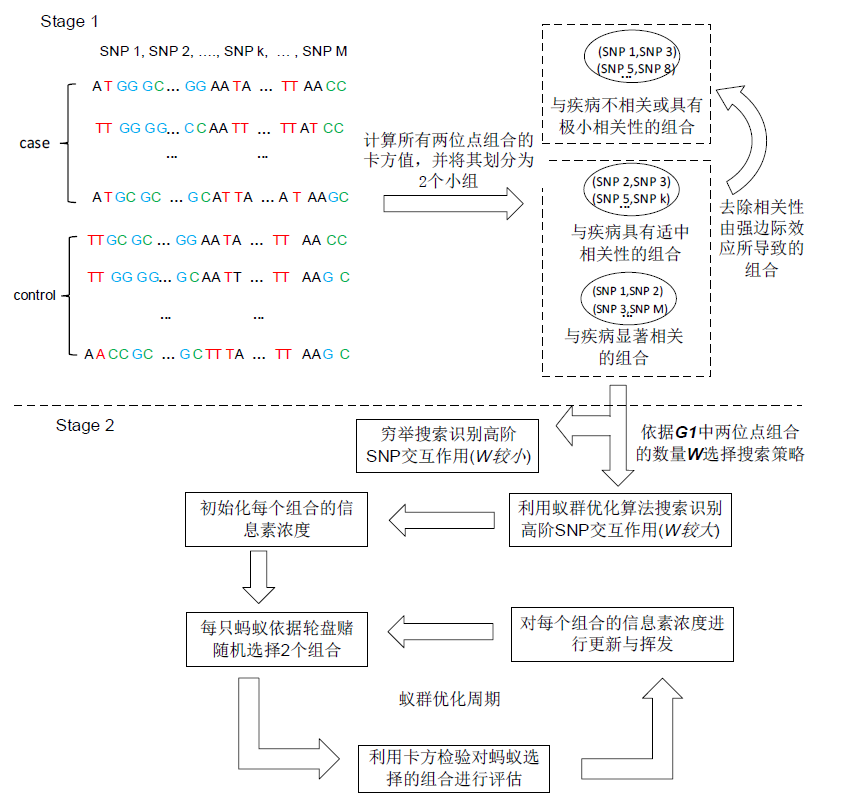 Stage 1
SNP 1, SNP 2, ...., SNP k, ... , SNP M
case
A T GG GC ... GG AA TA ... TT AA CC
TT GG GG ... C C AA TT ... TT AT CC
... ...
AT GC GC ... GC AT TA ... A T AA GC
control
TT GC GC ... GG AA TA ... TT AA CC
TT GG GG... G C AA TT ... TT AA G C
... ...
A A CC GC ... G C TT TA ... TT AA G C
计算所有两位点组合的
卡方值，并将其划分为
2个小组
(SNP 1,SNP 3)
(SNP 5,SNP 8)
...
与疾病不相关或具有
极小相关性的组合
(SNP 2,SNP 3)
(SNP 5,SNP k)
...
与疾病具有适中
相关性的组合
(SNP 1,SNP 2)
(SNP 3,SNP M)
...
与疾病显著相关
的组合
去除相关性
由强边际效
应所导致的
组合
Stage 2
穷举搜索识别高阶
SNP交互作用(W较小)
依据G1中两位点组合
的数量W选择搜索策略
利用蚁群优化算法搜索识别
高阶SNP交互作用(W较大)
初始化每个组合的信
息素浓度
每只蚂蚁依据轮盘赌
随机选择2个组合
对每个组合的信息素浓度进
行更新与挥发
蚁群优化周期
利用卡方检验对蚂蚁选
择的组合进行评估